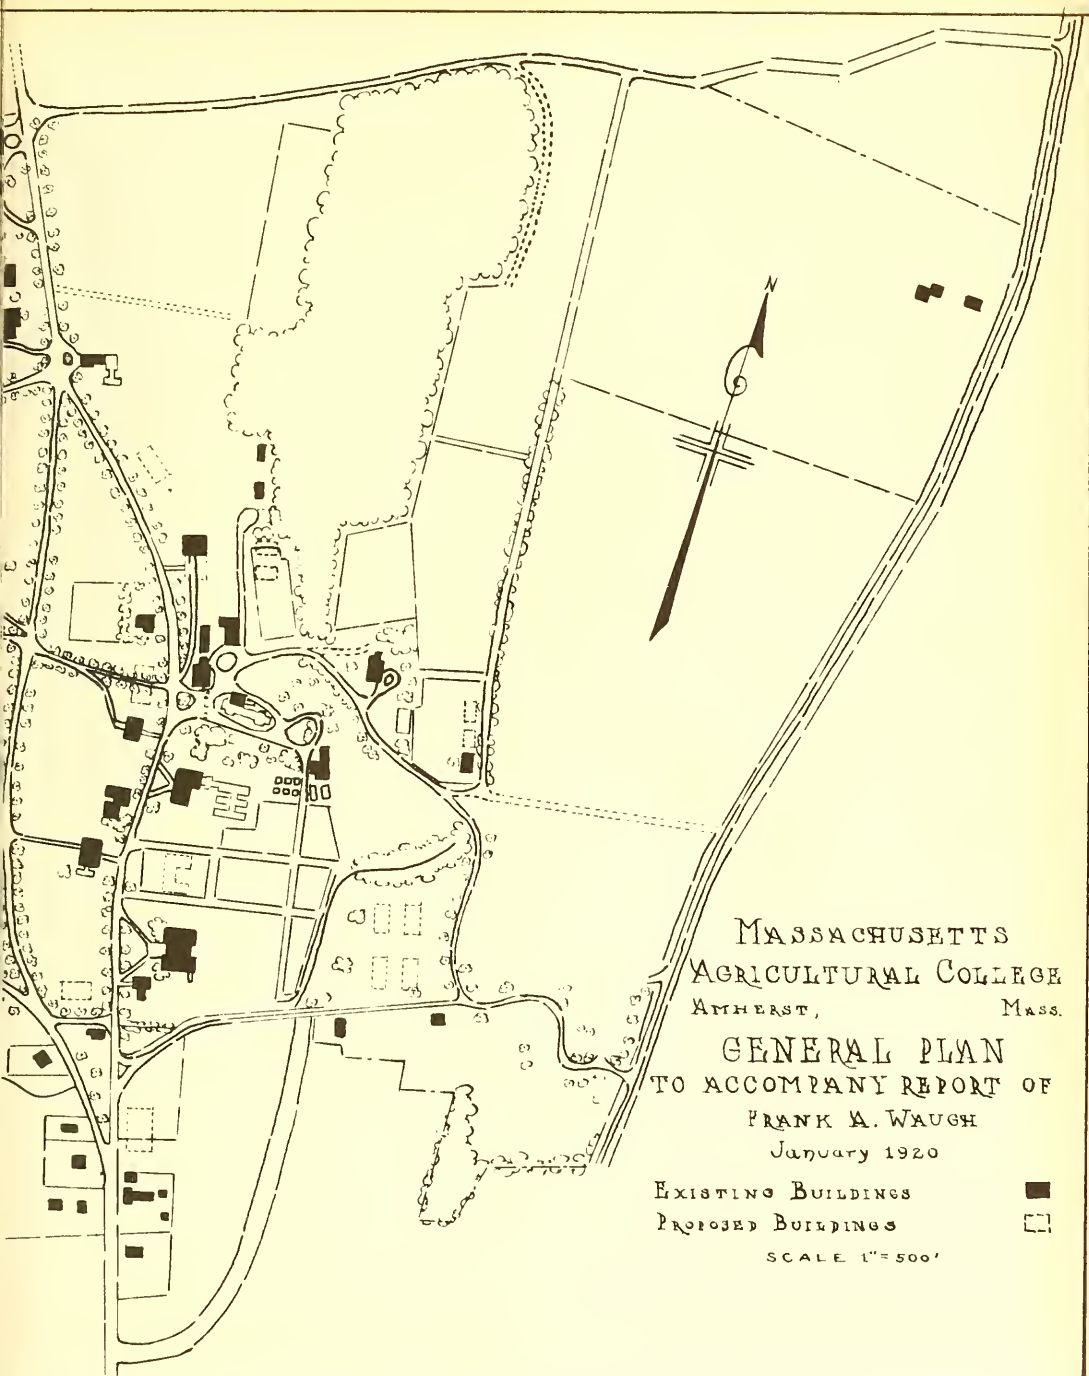 N
MASSACHUSETTS
AGRICULTURAL COLLEGE
AMHERST, MASS.
GENERAL PLAN
TO ACCOMPANY REPORT OF
FRANK A. WAUGH
January 1920
EXISTING BUILDINGS
PROPOSED BUILDINGS
SCALE 1"=500'